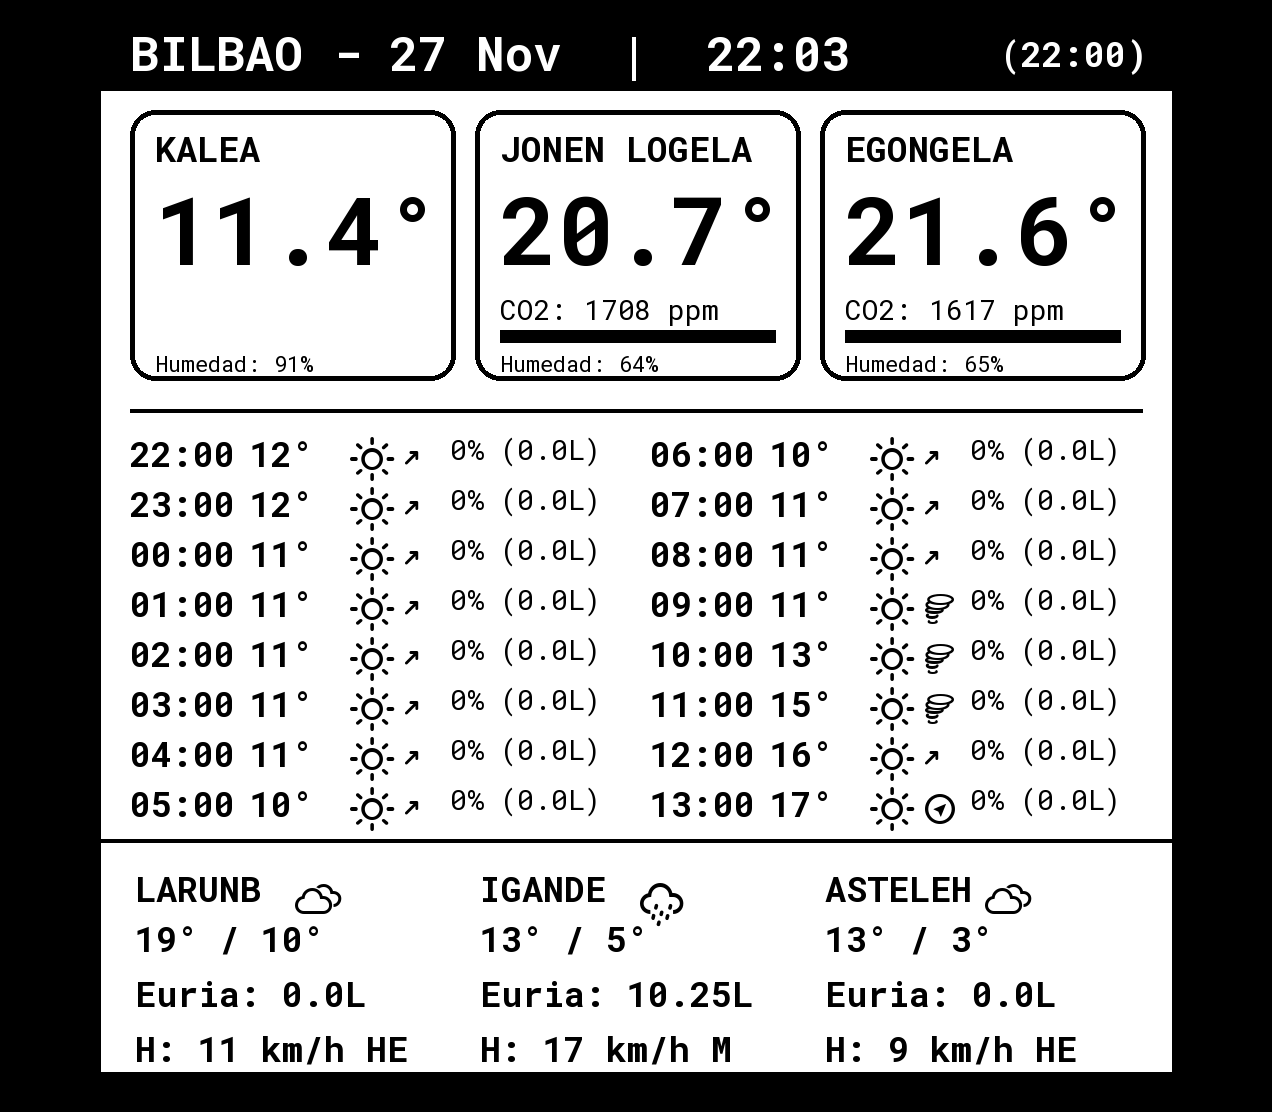 BILBAO - 27 Nov | 22:03 (22:00)
KALEA
11.4°
Humedad: 91%
JONEN LOGELA
20.7°
CO2: 1708 ppm
Humedad: 64%
EGONGELA
21.6°
CO2: 1617 ppm
Humedad: 65%
22:00 12° 0% (0.0L)
23:00 12° 0% (0.0L)
00:00 11° 0% (0.0L)
01:00 11° 0% (0.0L)
02:00 11° 0% (0.0L)
03:00 11° 0% (0.0L)
04:00 11° 0% (0.0L)
05:00 10° 0% (0.0L)
06:00 10° 0% (0.0L)
07:00 11° 0% (0.0L)
08:00 11° 0% (0.0L)
09:00 11° 0% (0.0L)
10:00 13° 0% (0.0L)
11:00 15° 0% (0.0L)
12:00 16° 0% (0.0L)
13:00 17° 0% (0.0L)
LARUNB
19° / 10°
Euria: 0.0L
H: 11 km/h HE
IGANDE
13° / 5°
Euria: 10.25L
H: 17 km/h M
ASTELEH
13° / 3°
Euria: 0.0L
H: 9 km/h HE